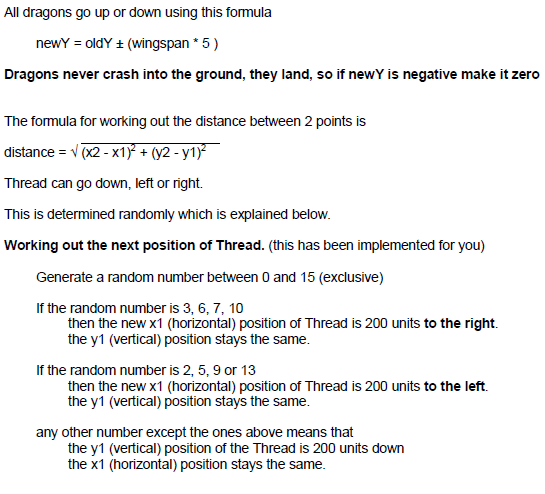 All dragons go up or down using this formula
newY = oldY ± (wingspan * 5 )
Dragons never crash into the ground, they land, so if newY is negative make it zero
The formula for working out the distance between 2 points is
distance = √ (x2 - x1)² + (y2 - y1)²
Thread can go down, left or right.
This is determined randomly which is explained below.
Working out the next position of Thread. (this has been implemented for you)
Generate a random number between 0 and 15 (exclusive)
If the random number is 3, 6, 7, 10
then the new x1 (horizontal) position of Thread is 200 units to the right.
the y1 (vertical) position stays the same.
If the random number is 2, 5, 9 or 13
then the new x1 (horizontal) position of Thread is 200 units to the left.
the y1 (vertical) position stays the same.
any other number except the ones above means that
the y1 (vertical) position of the Thread is 200 units down
the x1 (horizontal) position stays the same.